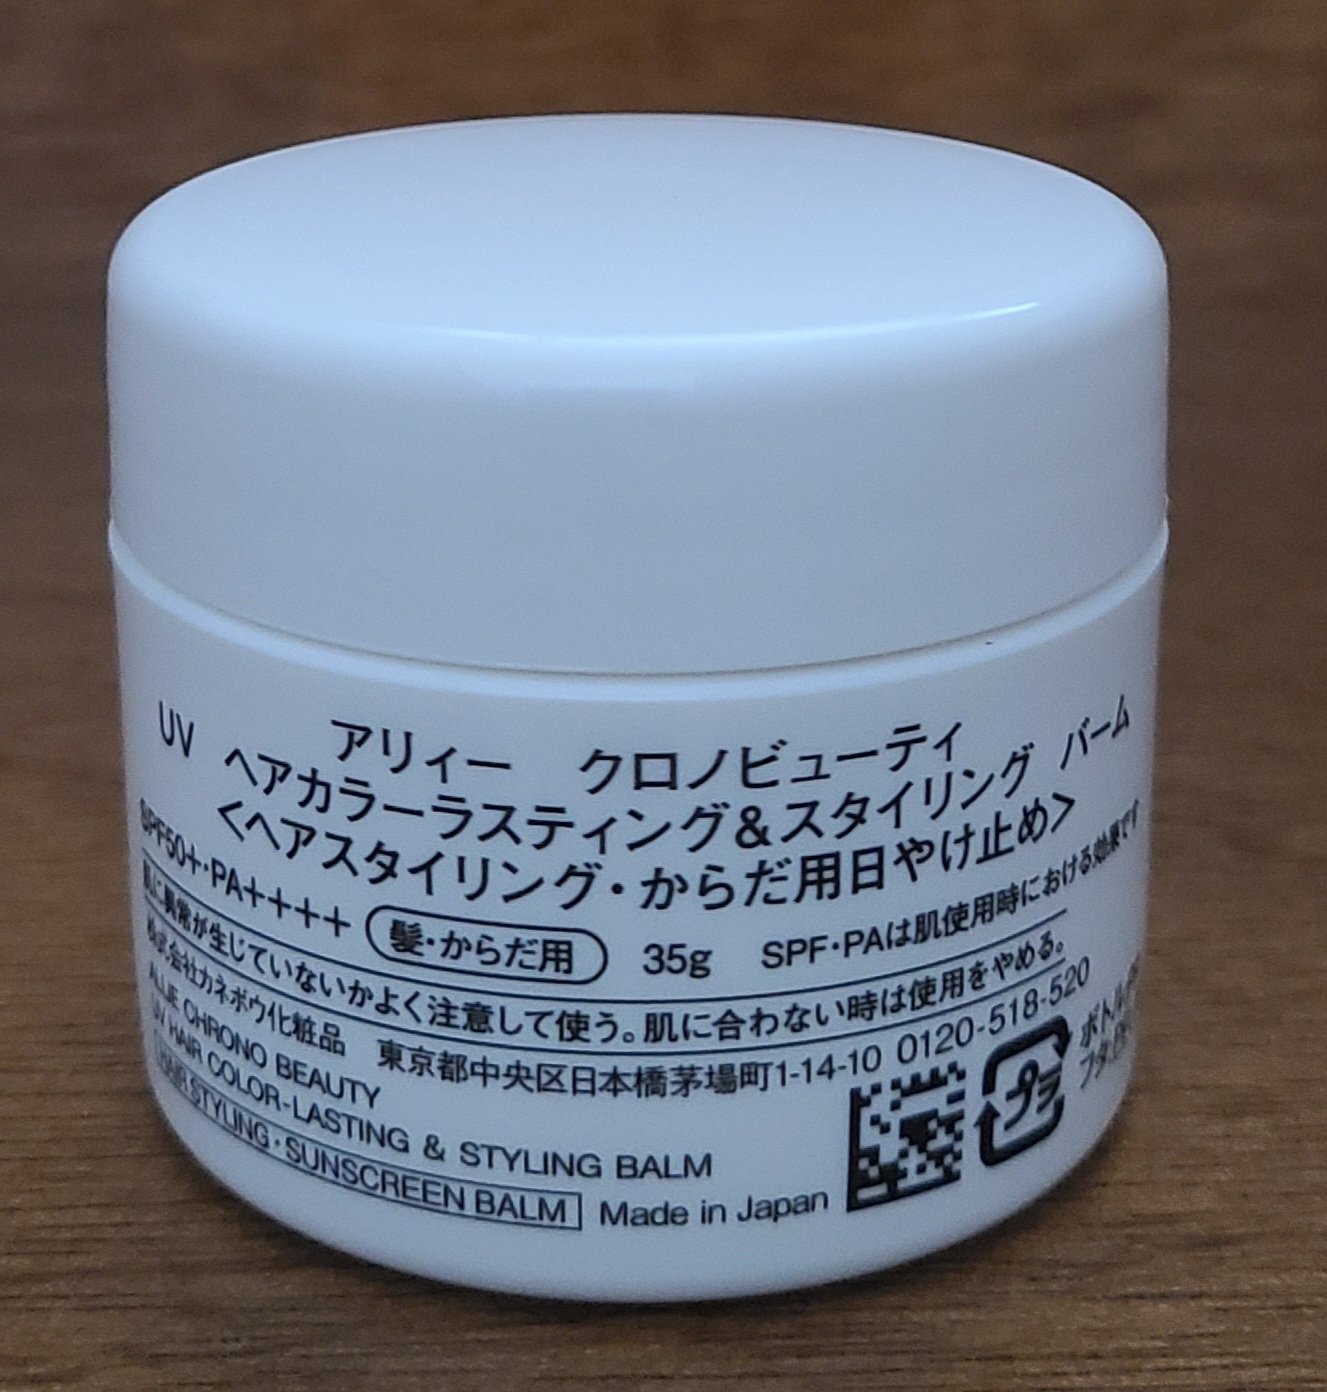 アリィー クロノビューティ
UV ヘアカラーラスティング&スタイリング バーム
<ヘアスタイリング・からだ用日やけ止め>
SPF50+・PA++++ 髪・からだ用 35g SPF・PAは肌使用時における効果です
肌に異常が生じていないかよく注意して使う。肌に合わない時は使用をやめる。
株式会社カネボウ化粧品 東京都中央区日本橋茅場町1-14-10 0120-518-520
ALLIE CHRONO BEAUTY
UV HAIR COLOR-LASTING & STYLING BALM
HAIR STYLING・SUNSCREEN BALM Made in Japan
プラ
ボトル
フタ